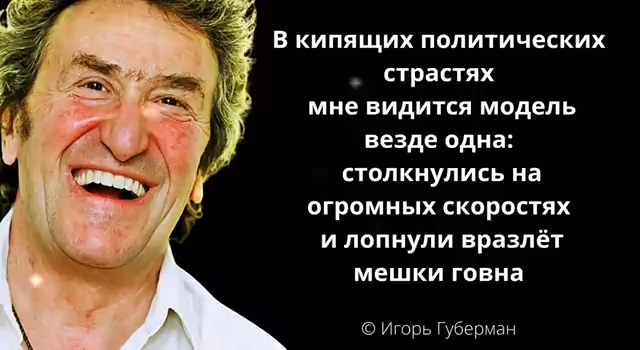 В кипящих политических
страстях
мне видится модель
везде одна:
столкнулись на
огромных скоростях
и лопнули вразлёт
мешки говна
© Игорь Губерман